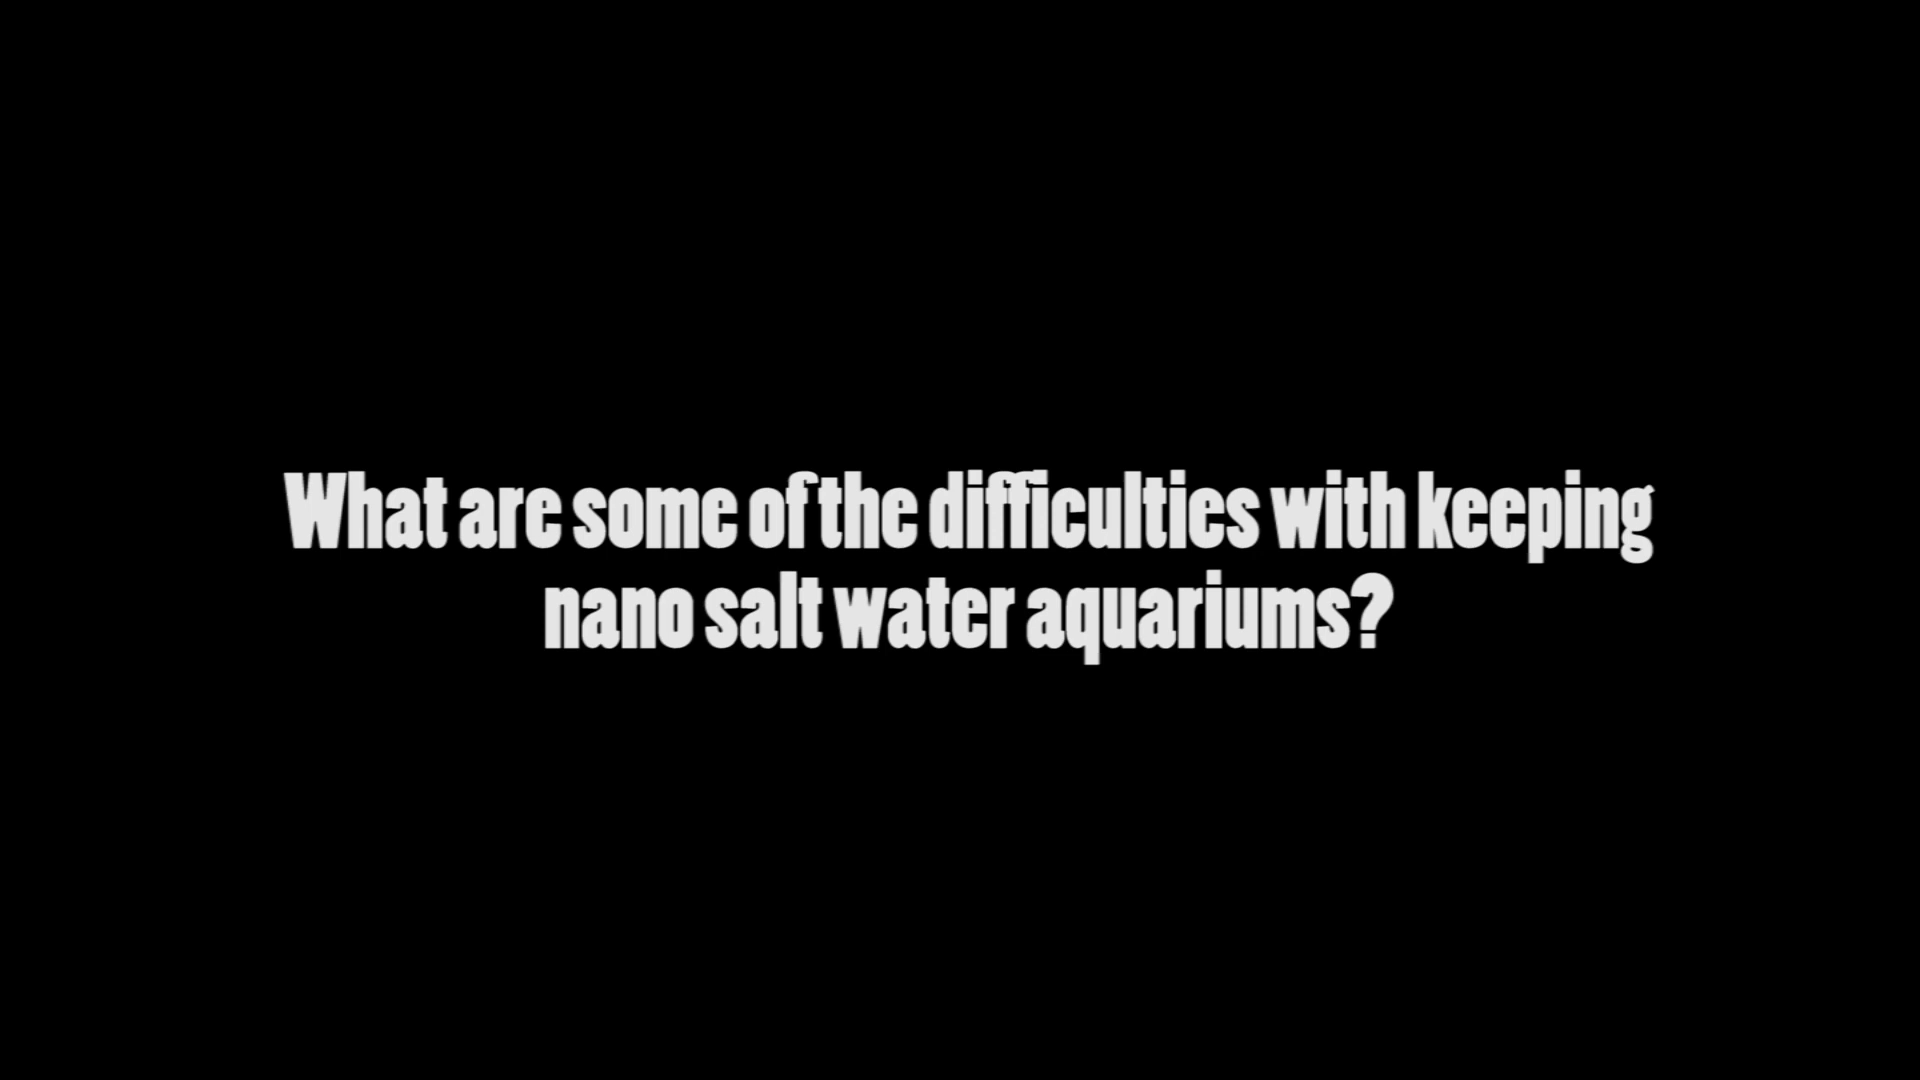 What are some of the difficulties with keeping
nano salt water aquariums?